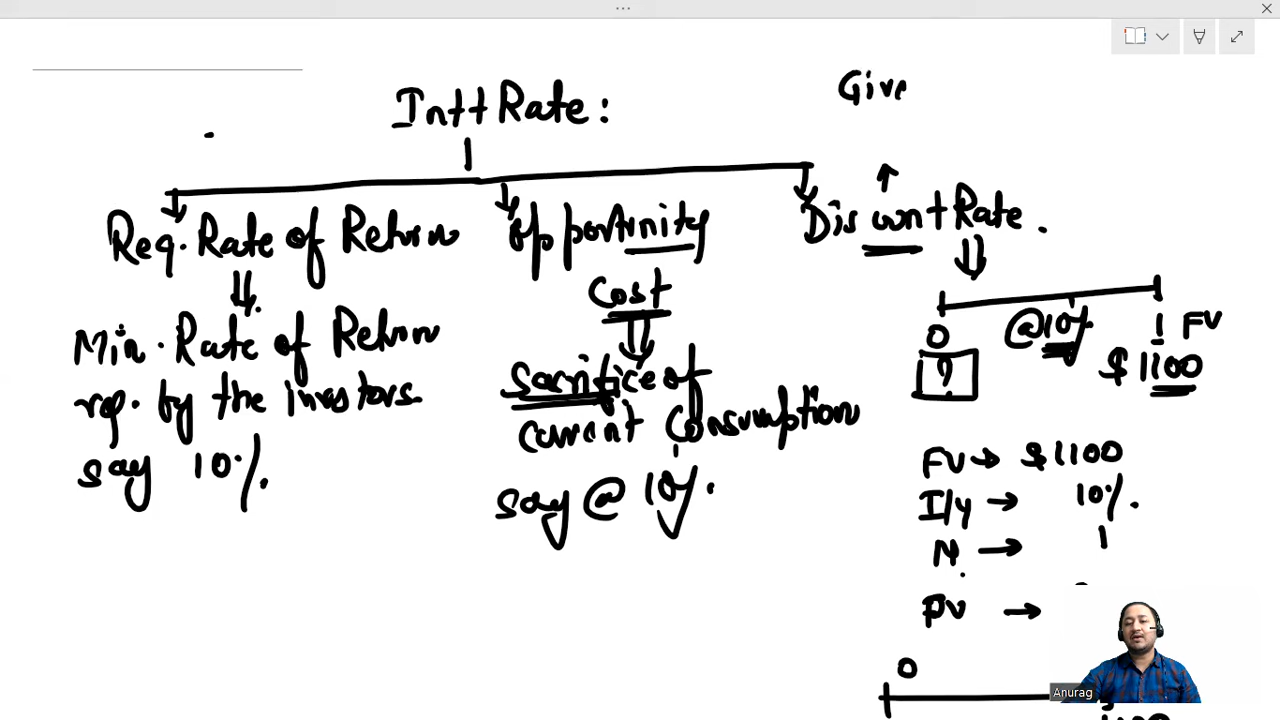 Intt Rate:
Give
Req. Rate of Return
Opportunity
Cost
Discount Rate.
Min. Rate of Return
req. by the investors
say 10%.
sacrifice of
current consumption
say @ 10%.
0 @10% 1 FV
? $1100
FV → $1100
I/y → 10%.
N → 1
PV →
0
Anurag